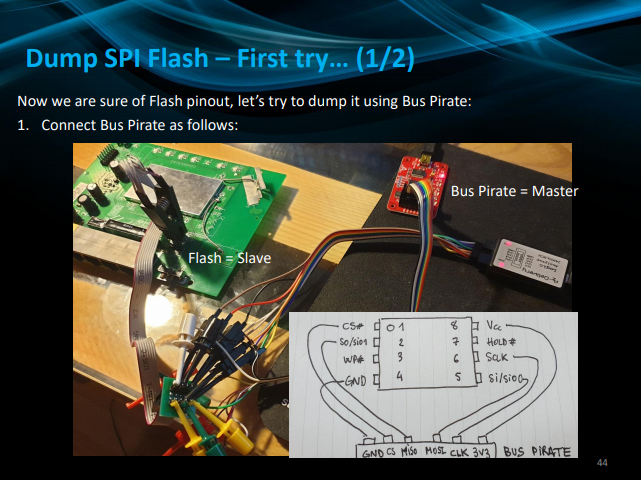 Dump SPI Flash – First try… (1/2)
Now we are sure of Flash pinout, let's try to dump it using Bus Pirate:
1. Connect Bus Pirate as follows:
Bus Pirate = Master
Flash = Slave
CS# 1 8 Vcc
SO/SIO1 2 7 HOLD#
WP# 3 6 SCLK
GND 4 5 SI/SIO0
GND CS MISO MOSI CLK 3V3 BUS PIRATE
44